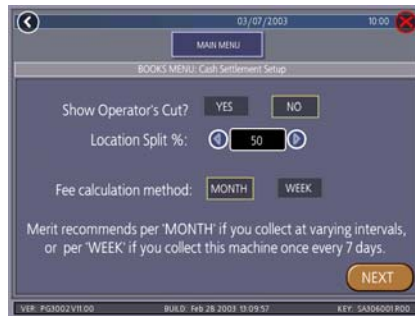 03/07/2003 10:00
MAIN MENU
BOOKS MENU: Cash Settlement Setup
Show Operator's Cut? YES NO
Location Split %: 50
Fee calculation method: MONTH WEEK
Merit recommends per 'MONTH' if you collect at varying intervals,
or per 'WEEK' if you collect this machine once every 7 days.
NEXT
VER: PG3002V11.00 BUILD: Feb 28 2003 13:09:57 KEY: SA306001R00